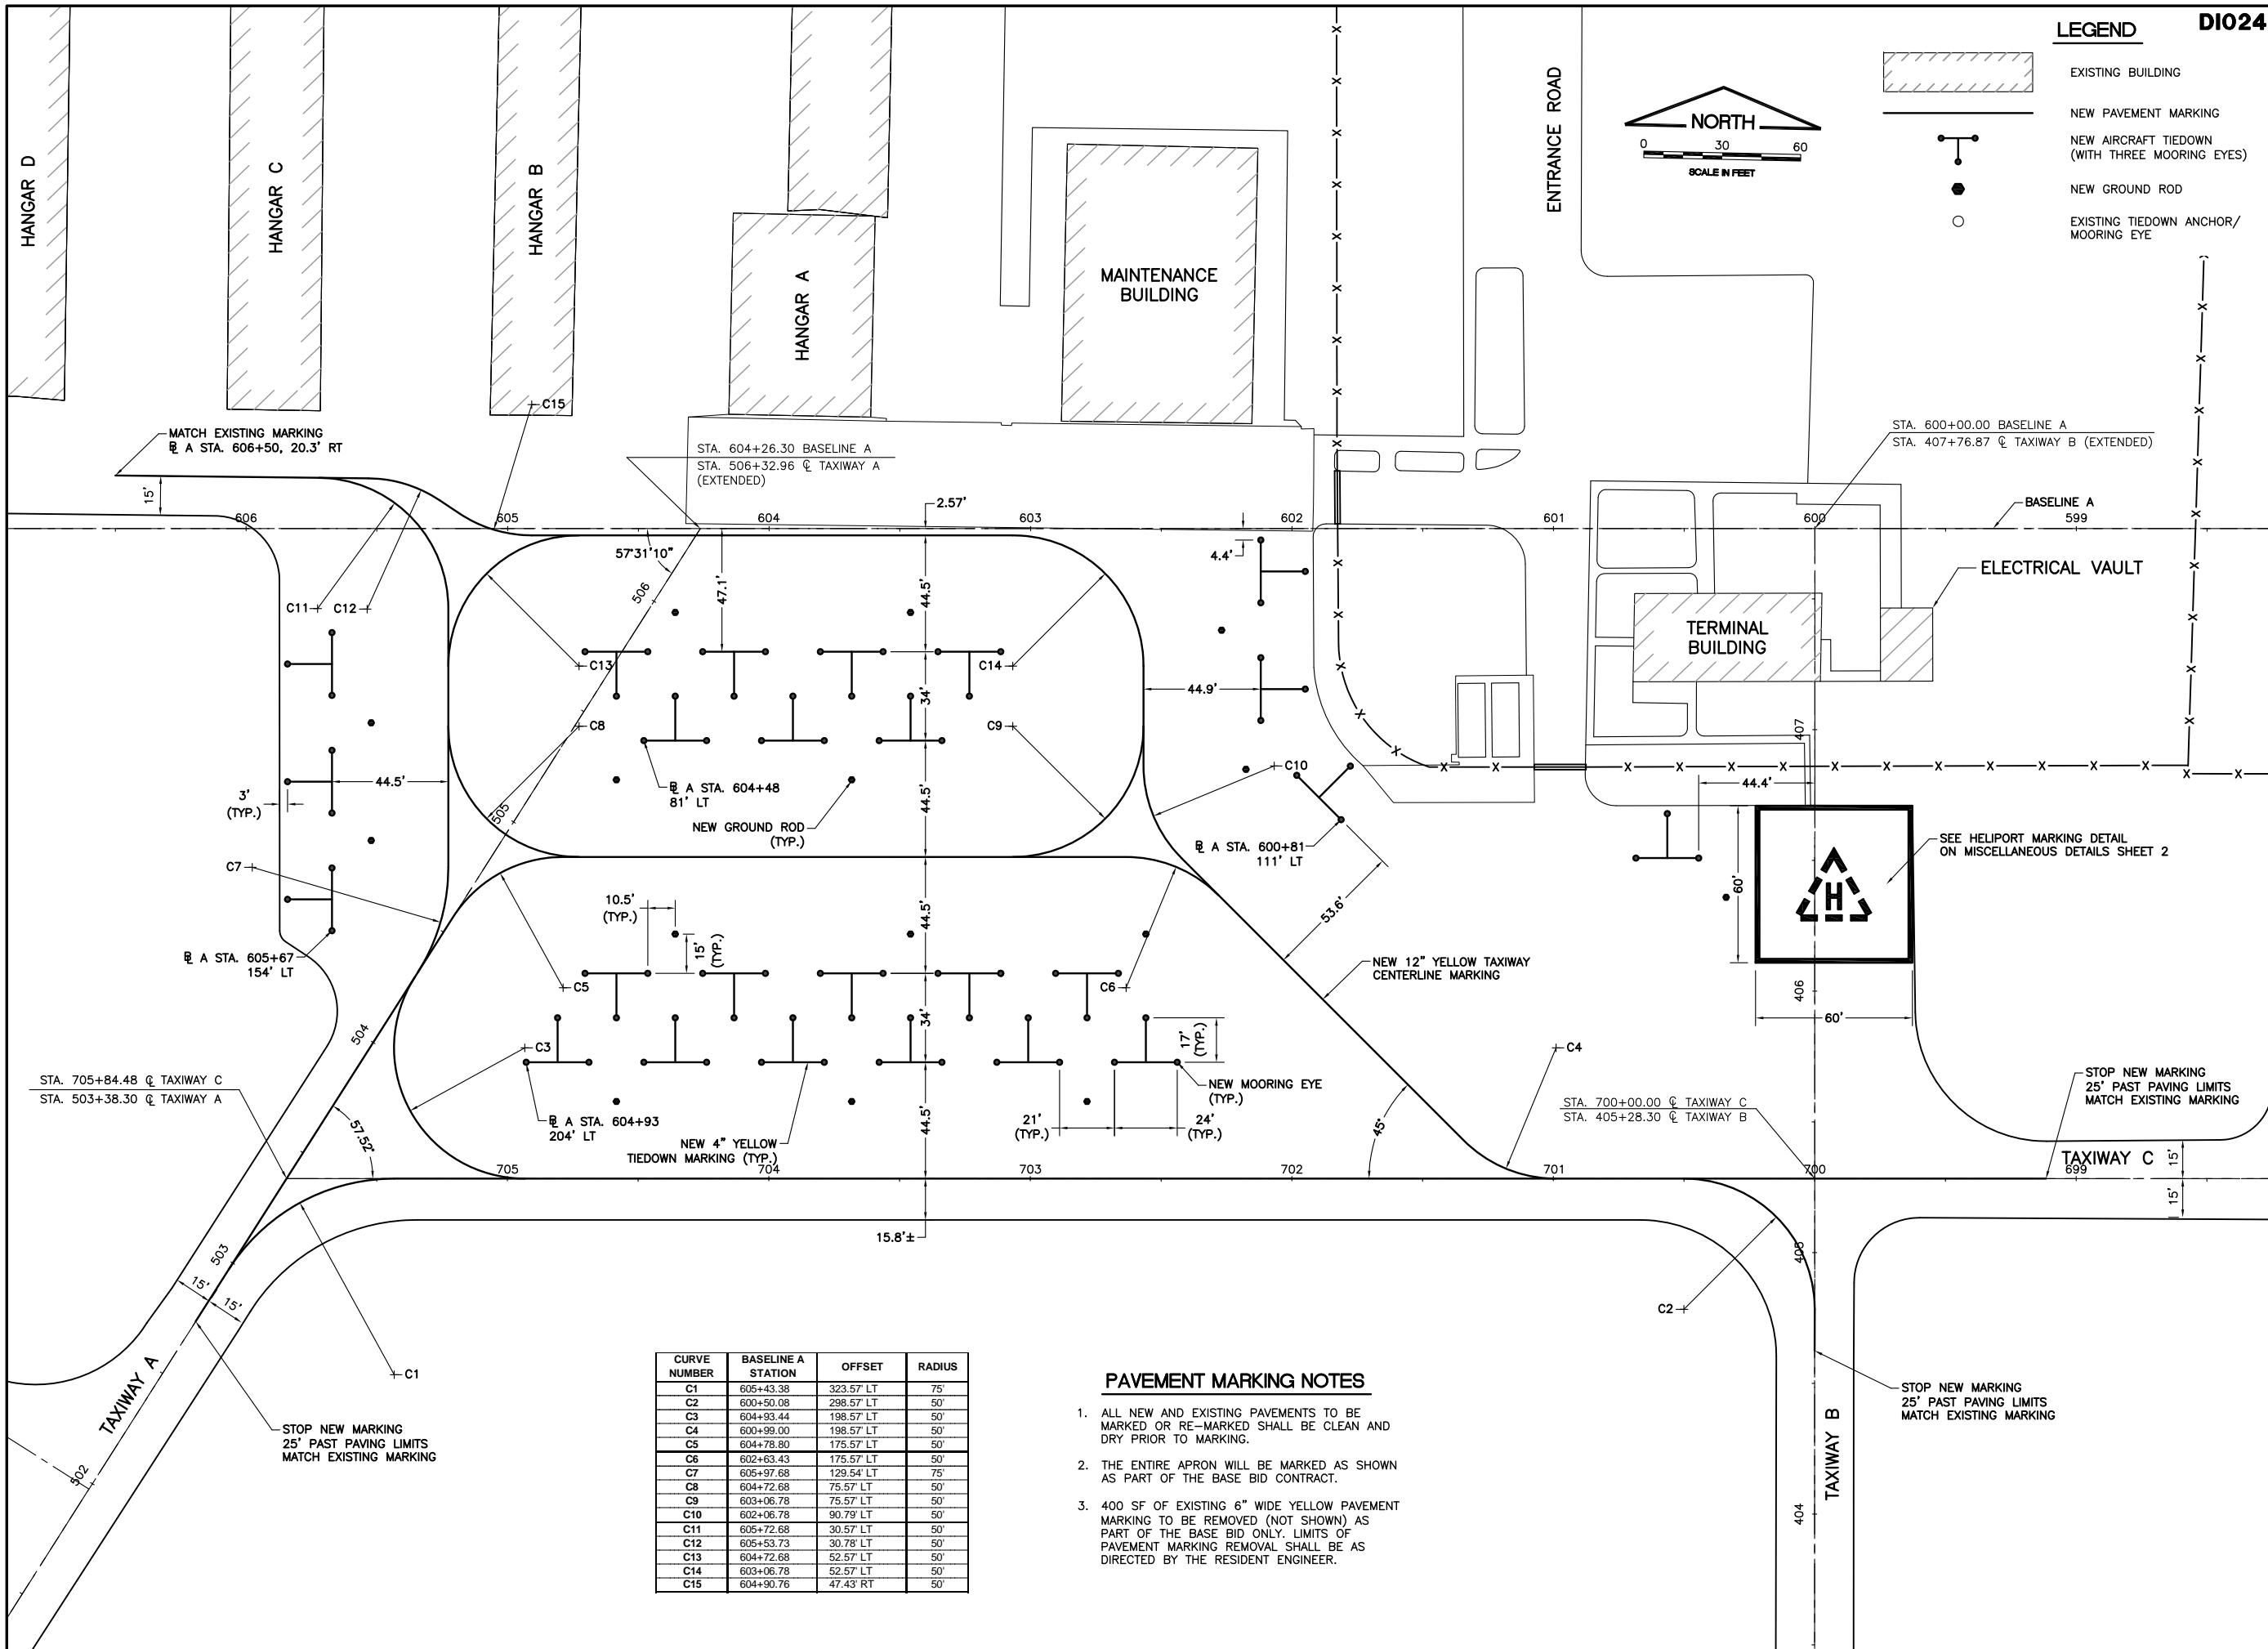 DI024
LEGEND
EXISTING BUILDING
NEW PAVEMENT MARKING
NEW AIRCRAFT TIEDOWN
(WITH THREE MOORING EYES)
NEW GROUND ROD
EXISTING TIEDOWN ANCHOR/
MOORING EYE
NORTH
0 30 60
SCALE IN FEET
HANGAR D
HANGAR C
HANGAR B
HANGAR A
MAINTENANCE
BUILDING
ENTRANCE ROAD
C15
MATCH EXISTING MARKING
℄ A STA. 606+50, 20.3' RT
STA. 604+26.30 BASELINE A
STA. 506+32.96 ℄ TAXIWAY A
(EXTENDED)
STA. 600+00.00 BASELINE A
STA. 407+76.87 ℄ TAXIWAY B (EXTENDED)
BASELINE A
15'
2.57'
606
605
604
603
602
601
600
599
57°31'10"
506
47.1'
44.5'
4.4'
ELECTRICAL VAULT
TERMINAL
BUILDING
C11
C12
C13
C14
34'
44.9'
C8
C9
407
44.5'
3'
(TYP.)
B A STA. 604+48
81' LT
44.5'
C10
44.4'
505
NEW GROUND ROD
(TYP.)
B A STA. 600+81
111' LT
SEE HELIPORT MARKING DETAIL
ON MISCELLANEOUS DETAILS SHEET 2
C7
60'
H
10.5'
(TYP.)
44.5'
53.6'
15'
(TYP.)
B A STA. 605+67
154' LT
NEW 12" YELLOW TAXIWAY
CENTERLINE MARKING
C5
C6
406
60'
504
34'
17'
(TYP.)
C3
C4
STA. 705+84.48 ℄ TAXIWAY C
STA. 503+38.30 ℄ TAXIWAY A
NEW MOORING EYE
(TYP.)
STOP NEW MARKING
25' PAST PAVING LIMITS
MATCH EXISTING MARKING
STA. 700+00.00 ℄ TAXIWAY C
STA. 405+28.30 ℄ TAXIWAY B
57.52°
B A STA. 604+93
204' LT
NEW 4" YELLOW
TIEDOWN MARKING (TYP.)
44.5'
21'
(TYP.)
24'
(TYP.)
45°
705
704
703
702
701
700
699
TAXIWAY C
15'
15'
15.8'±
503
15'
15'
405
C2
C1
TAXIWAY A
502
STOP NEW MARKING
25' PAST PAVING LIMITS
MATCH EXISTING MARKING
STOP NEW MARKING
25' PAST PAVING LIMITS
MATCH EXISTING MARKING
TAXIWAY B
404
CURVE NUMBER BASELINE A STATION OFFSET RADIUS
C1 605+43.38 323.57' LT 75'
C2 600+50.08 298.57' LT 50'
C3 604+93.44 198.57' LT 50'
C4 600+99.00 198.57' LT 50'
C5 604+78.80 175.57' LT 50'
C6 602+63.43 175.57' LT 50'
C7 605+97.68 129.54' LT 75'
C8 604+72.68 75.57' LT 50'
C9 603+06.78 75.57' LT 50'
C10 602+06.78 90.79' LT 50'
C11 605+72.68 30.57' LT 50'
C12 605+53.73 30.78' LT 50'
C13 604+72.68 52.57' LT 50'
C14 603+06.78 52.57' LT 50'
C15 604+90.76 47.43' RT 50'
PAVEMENT MARKING NOTES
1. ALL NEW AND EXISTING PAVEMENTS TO BE
MARKED OR RE-MARKED SHALL BE CLEAN AND
DRY PRIOR TO MARKING.
2. THE ENTIRE APRON WILL BE MARKED AS SHOWN
AS PART OF THE BASE BID CONTRACT.
3. 400 SF OF EXISTING 6" WIDE YELLOW PAVEMENT
MARKING TO BE REMOVED (NOT SHOWN) AS
PART OF THE BASE BID ONLY. LIMITS OF
PAVEMENT MARKING REMOVAL SHALL BE AS
DIRECTED BY THE RESIDENT ENGINEER.